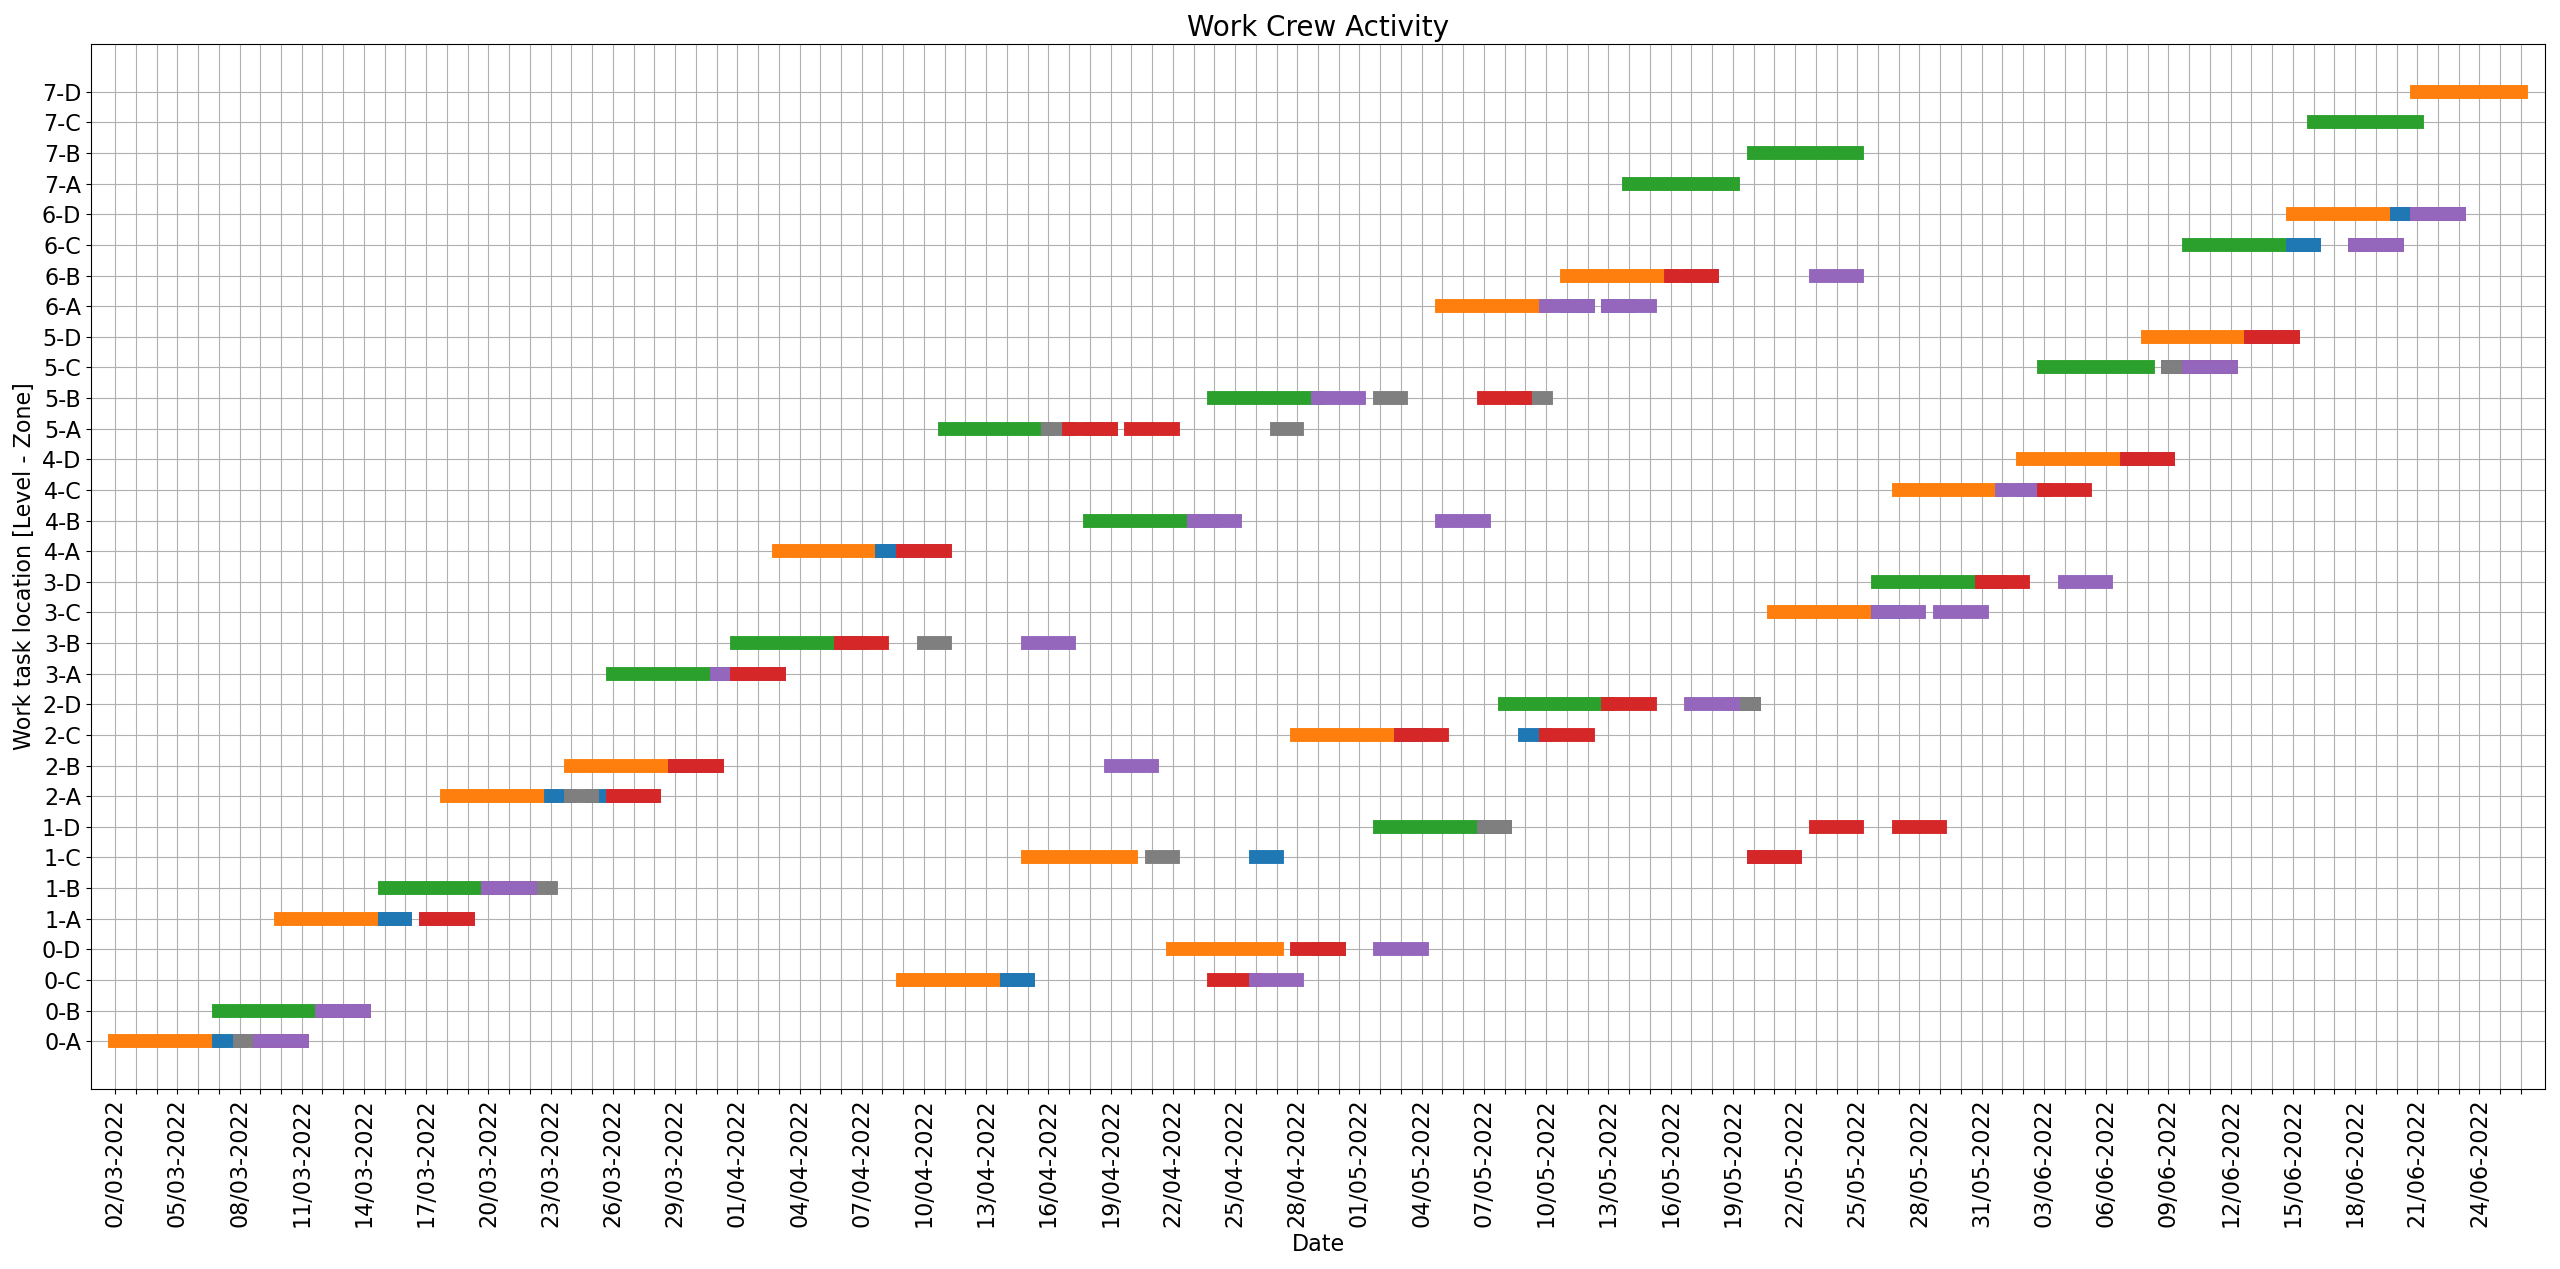 Work Crew Activity
Work task location [Level - Zone]
7-D
7-C
7-B
7-A
6-D
6-C
6-B
6-A
5-D
5-C
5-B
5-A
4-D
4-C
4-B
4-A
3-D
3-C
3-B
3-A
2-D
2-C
2-B
2-A
1-D
1-C
1-B
1-A
0-D
0-C
0-B
0-A
02/03-2022
05/03-2022
08/03-2022
11/03-2022
14/03-2022
17/03-2022
20/03-2022
23/03-2022
26/03-2022
29/03-2022
01/04-2022
04/04-2022
07/04-2022
10/04-2022
13/04-2022
16/04-2022
19/04-2022
22/04-2022
25/04-2022
28/04-2022
01/05-2022
04/05-2022
07/05-2022
10/05-2022
13/05-2022
16/05-2022
19/05-2022
22/05-2022
25/05-2022
28/05-2022
31/05-2022
03/06-2022
06/06-2022
09/06-2022
12/06-2022
15/06-2022
18/06-2022
21/06-2022
24/06-2022
Date